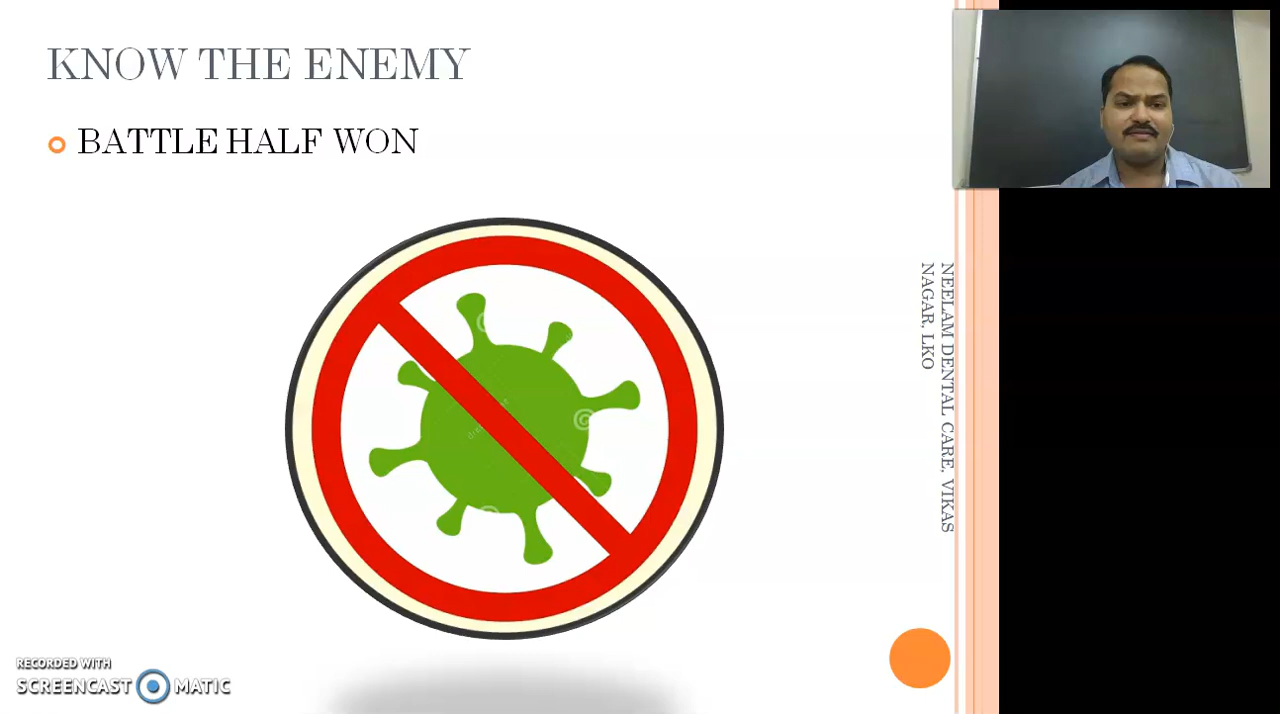 KNOW THE ENEMY
BATTLE HALF WON
NEELAM DENTAL CARE, VIKAS
NAGAR, LKO
RECORDED WITH
SCREENCAST MATIC